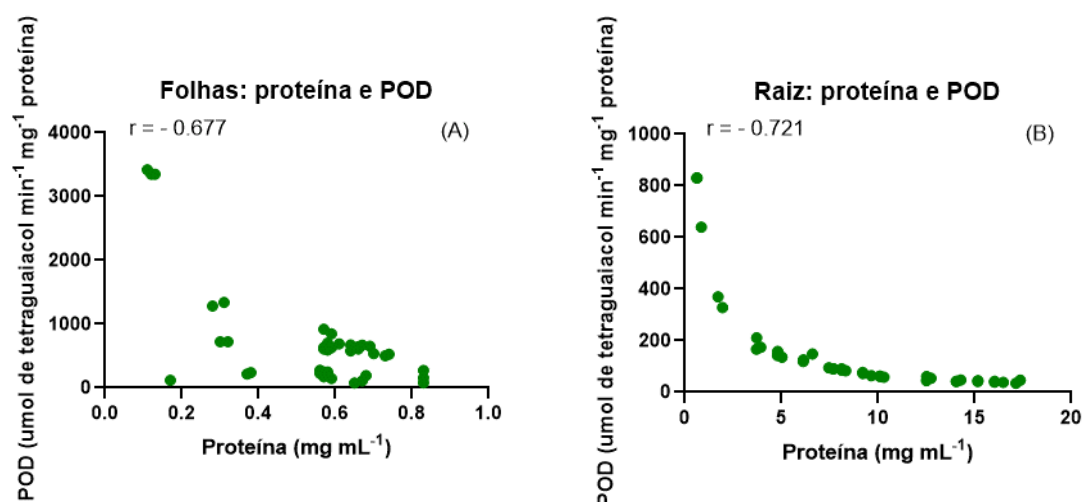 Folhas: proteína e POD
r = - 0.677
(A)
POD (umol de tetraguaiacol min-1 mg-1 proteína)
4000
3000
2000
1000
0
0.0 0.2 0.4 0.6 0.8 1.0
Proteína (mg mL-1)
Raiz: proteína e POD
r = - 0.721
(B)
POD (umol de tetraguaiacol min-1 mg-1 proteína)
1000
800
600
400
200
0
0 5 10 15 20
Proteína (mg mL-1)